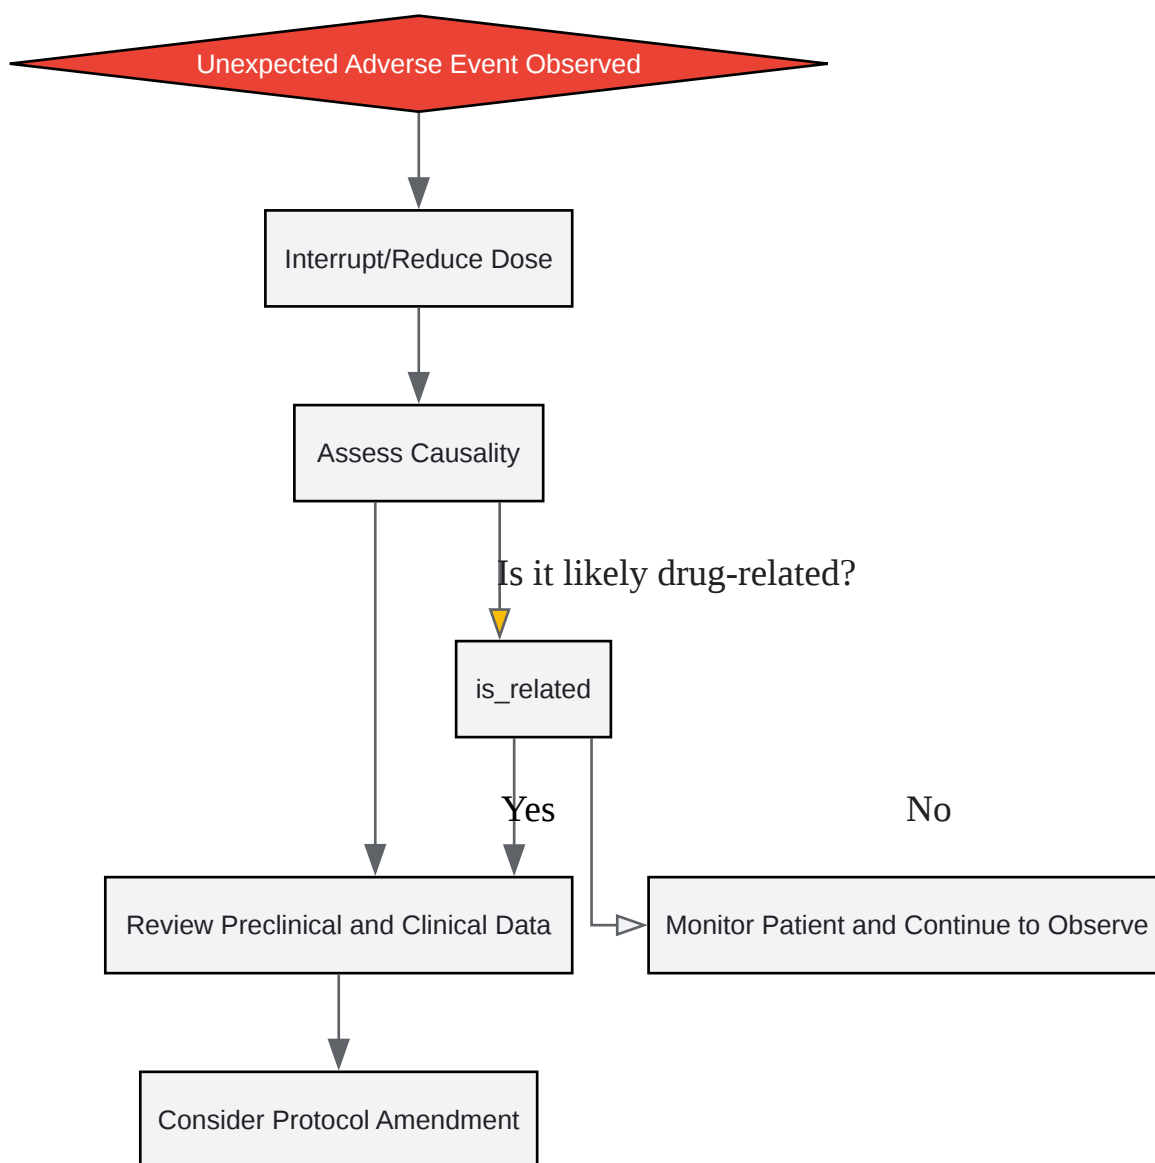 Unexpected Adverse Event Observed
Interrupt/Reduce Dose
Assess Causality
Is it likely drug-related?
is_related
Yes
No
Review Preclinical and Clinical Data
Monitor Patient and Continue to Observe
Consider Protocol Amendment